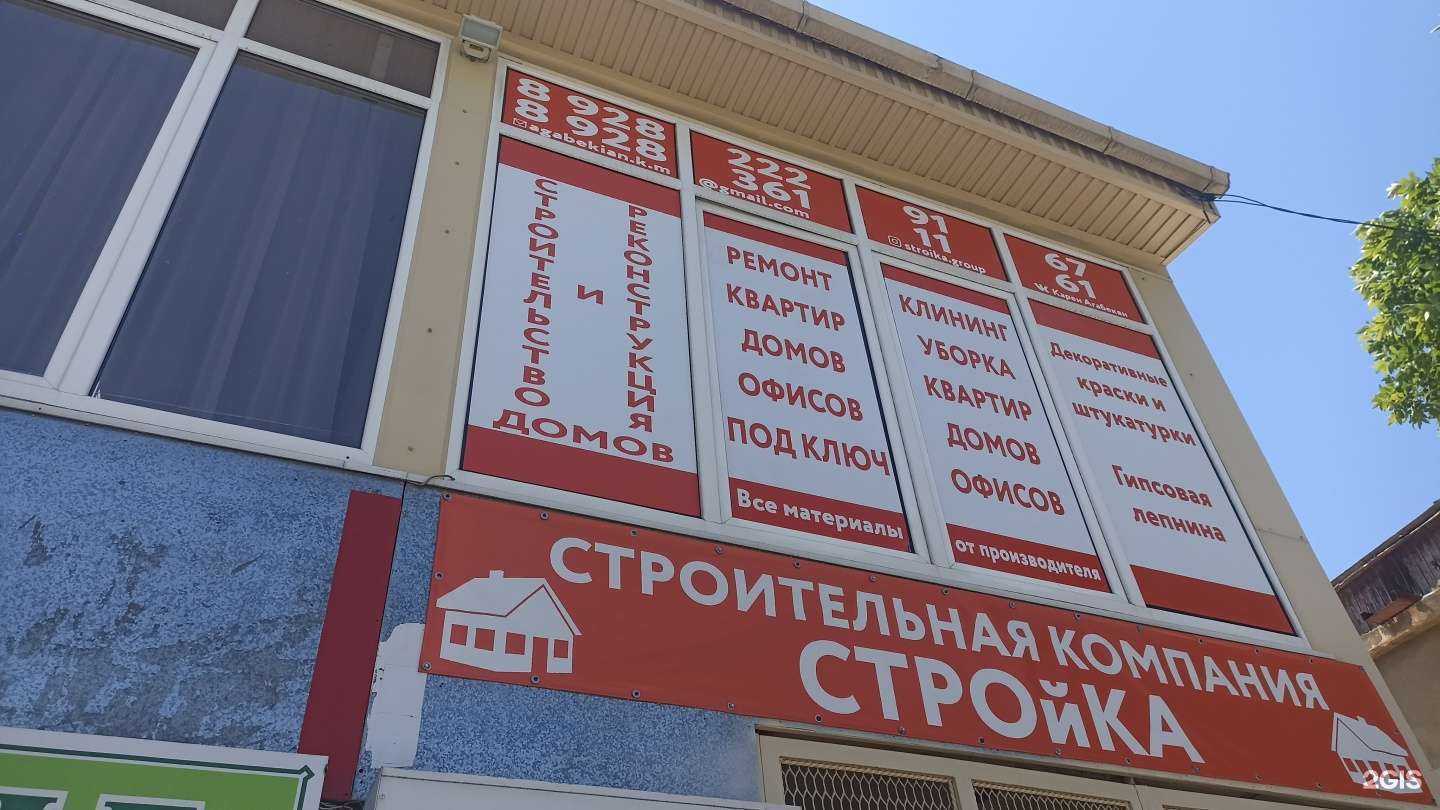 8 928 222 91 67
8 928 361 11 61
agabekian.k.m @gmail.com stroika.group Карен Агабекан
СТРОИТЕЛЬСТВО
И
РЕКОНСТРУКЦИЯ
ДОМОВ
РЕМОНТ
КВАРТИР
ДОМОВ
ОФИСОВ
ПОД КЛЮЧ
Все материалы
КЛИНИНГ
УБОРКА
КВАРТИР
ДОМОВ
ОФИСОВ
от производителя
Декоративные
краски и
штукатурки
Гипсовая
лепнина
СТРОИТЕЛЬНАЯ КОМПАНИЯ
СТРОйКА
2GIS